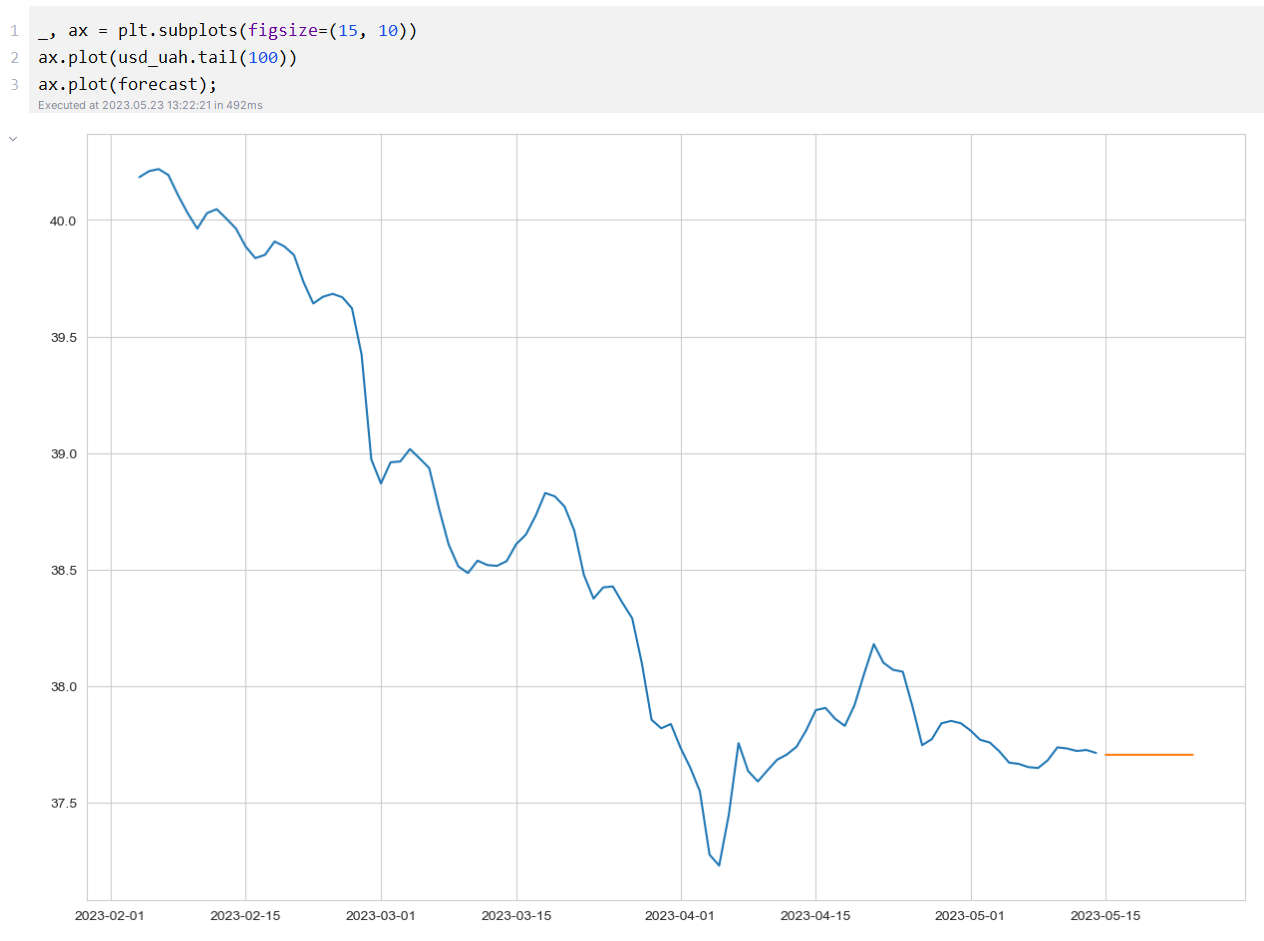 1 _, ax = plt.subplots(figsize=(15, 10))
2 ax.plot(usd_uah.tail(100))
3 ax.plot(forecast);
Executed at 2023.05.23 13:22:21 in 492ms
40.0
39.5
39.0
38.5
38.0
37.5
2023-02-01 2023-02-15 2023-03-01 2023-03-15 2023-04-01 2023-04-15 2023-05-01 2023-05-15